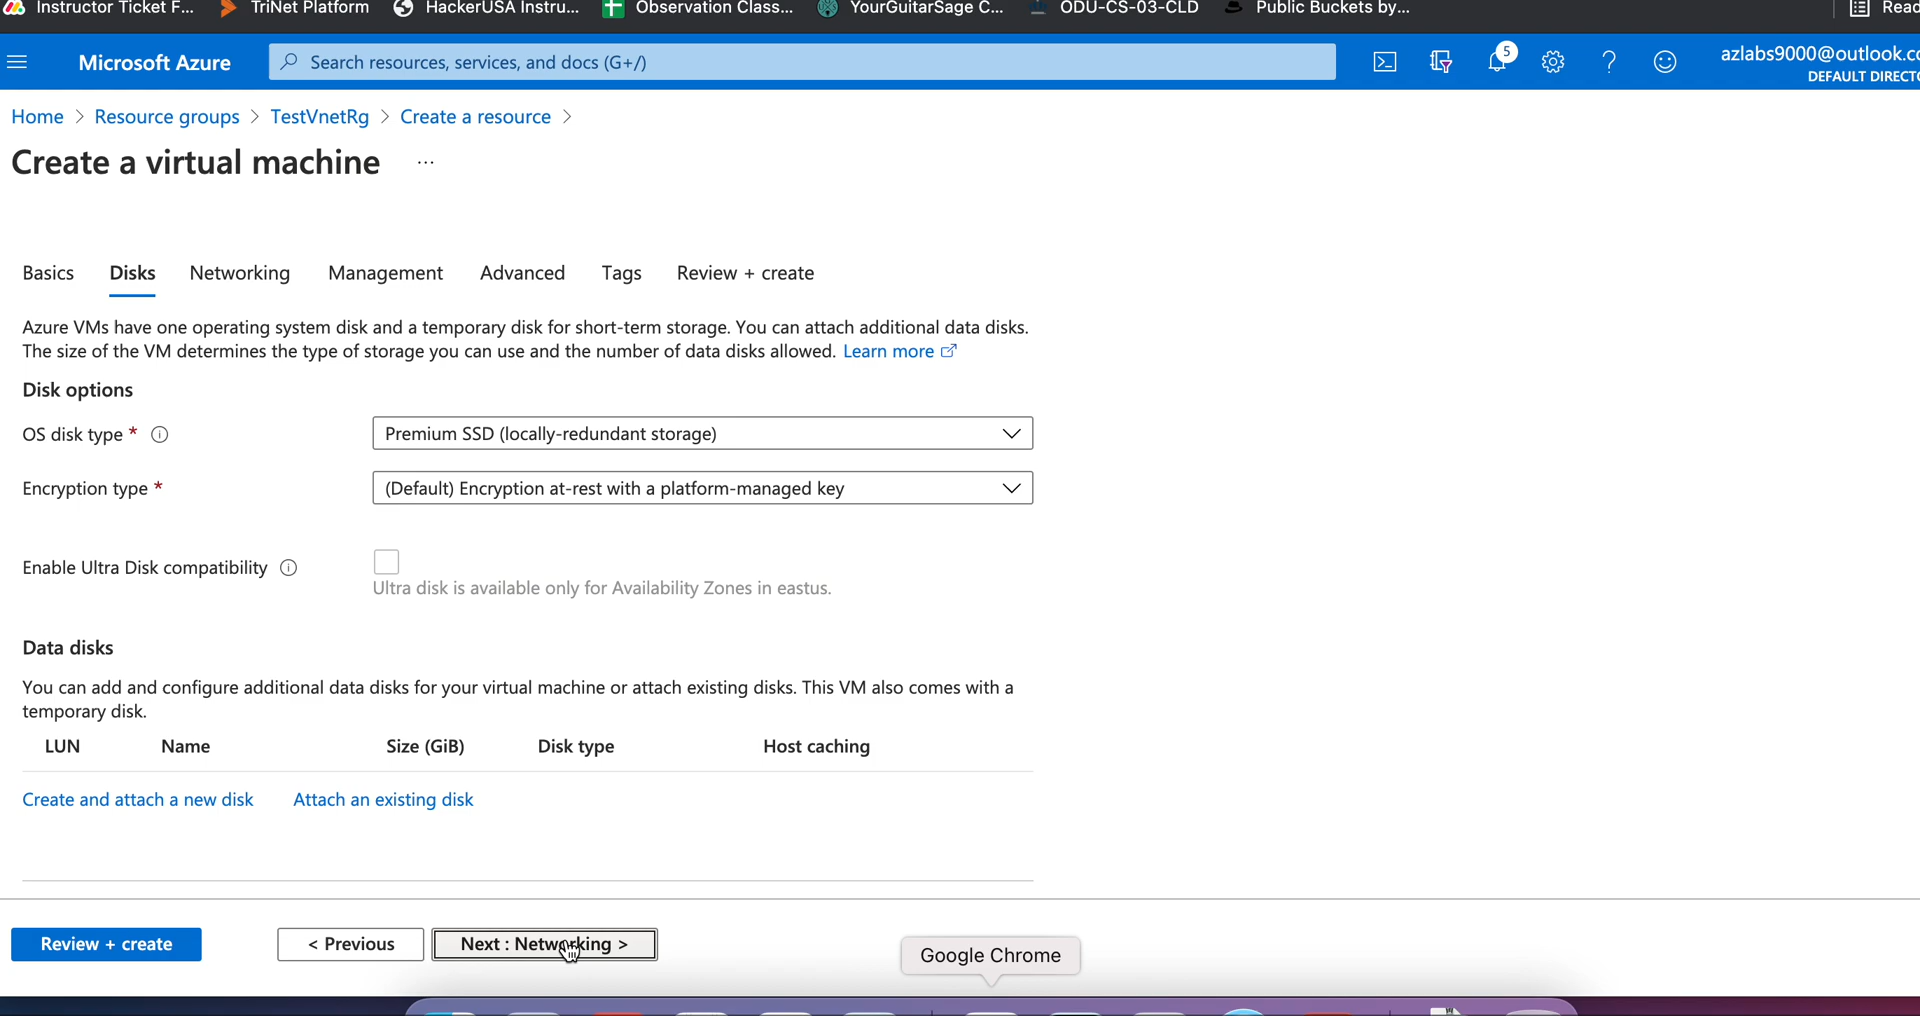 Instructor Ticket F...
TriNet Platform
HackerUSA Instru...
Observation Class...
YourGuitarSage C...
ODU-CS-03-CLD
Public Buckets by...
Read
Microsoft Azure
Search resources, services, and docs (G+/)
5
azlabs9000@outlook.co
DEFAULT DIRECTO
Home > Resource groups > TestVnetRg > Create a resource >
Create a virtual machine ...
Basics Disks Networking Management Advanced Tags Review + create
Azure VMs have one operating system disk and a temporary disk for short-term storage. You can attach additional data disks.
The size of the VM determines the type of storage you can use and the number of data disks allowed. Learn more
Disk options
OS disk type *
Premium SSD (locally-redundant storage)
Encryption type *
(Default) Encryption at-rest with a platform-managed key
Enable Ultra Disk compatibility
Ultra disk is available only for Availability Zones in eastus.
Data disks
You can add and configure additional data disks for your virtual machine or attach existing disks. This VM also comes with a
temporary disk.
LUN Name Size (GiB) Disk type Host caching
Create and attach a new disk Attach an existing disk
Review + create
< Previous
Next : Networking >
Google Chrome